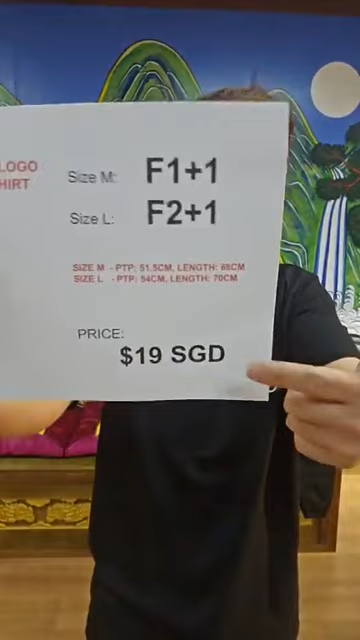 LOGO
HIRT
Size M: F1+1
Size L: F2+1
SIZE M - PTP: 51.5CM, LENGTH: 68CM
SIZE L - PTP: 54CM, LENGTH: 70CM
PRICE:
$19 SGD